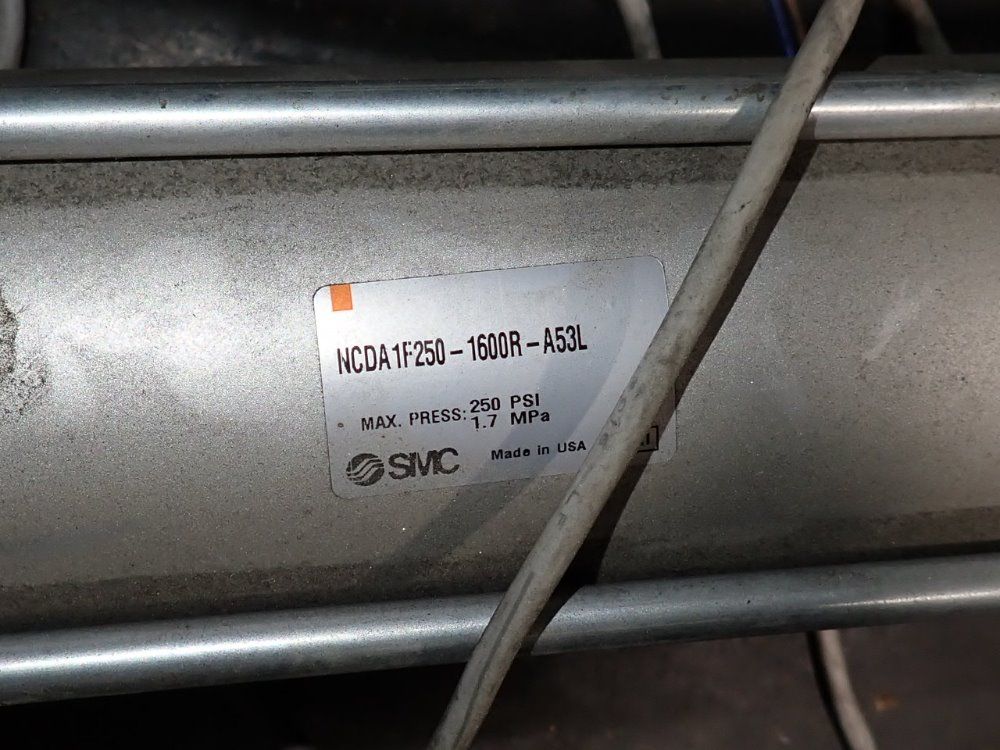 NCDA1F250-1600R-A53L
MAX. PRESS: 250 PSI
1.7 MPa
SMC Made in USA